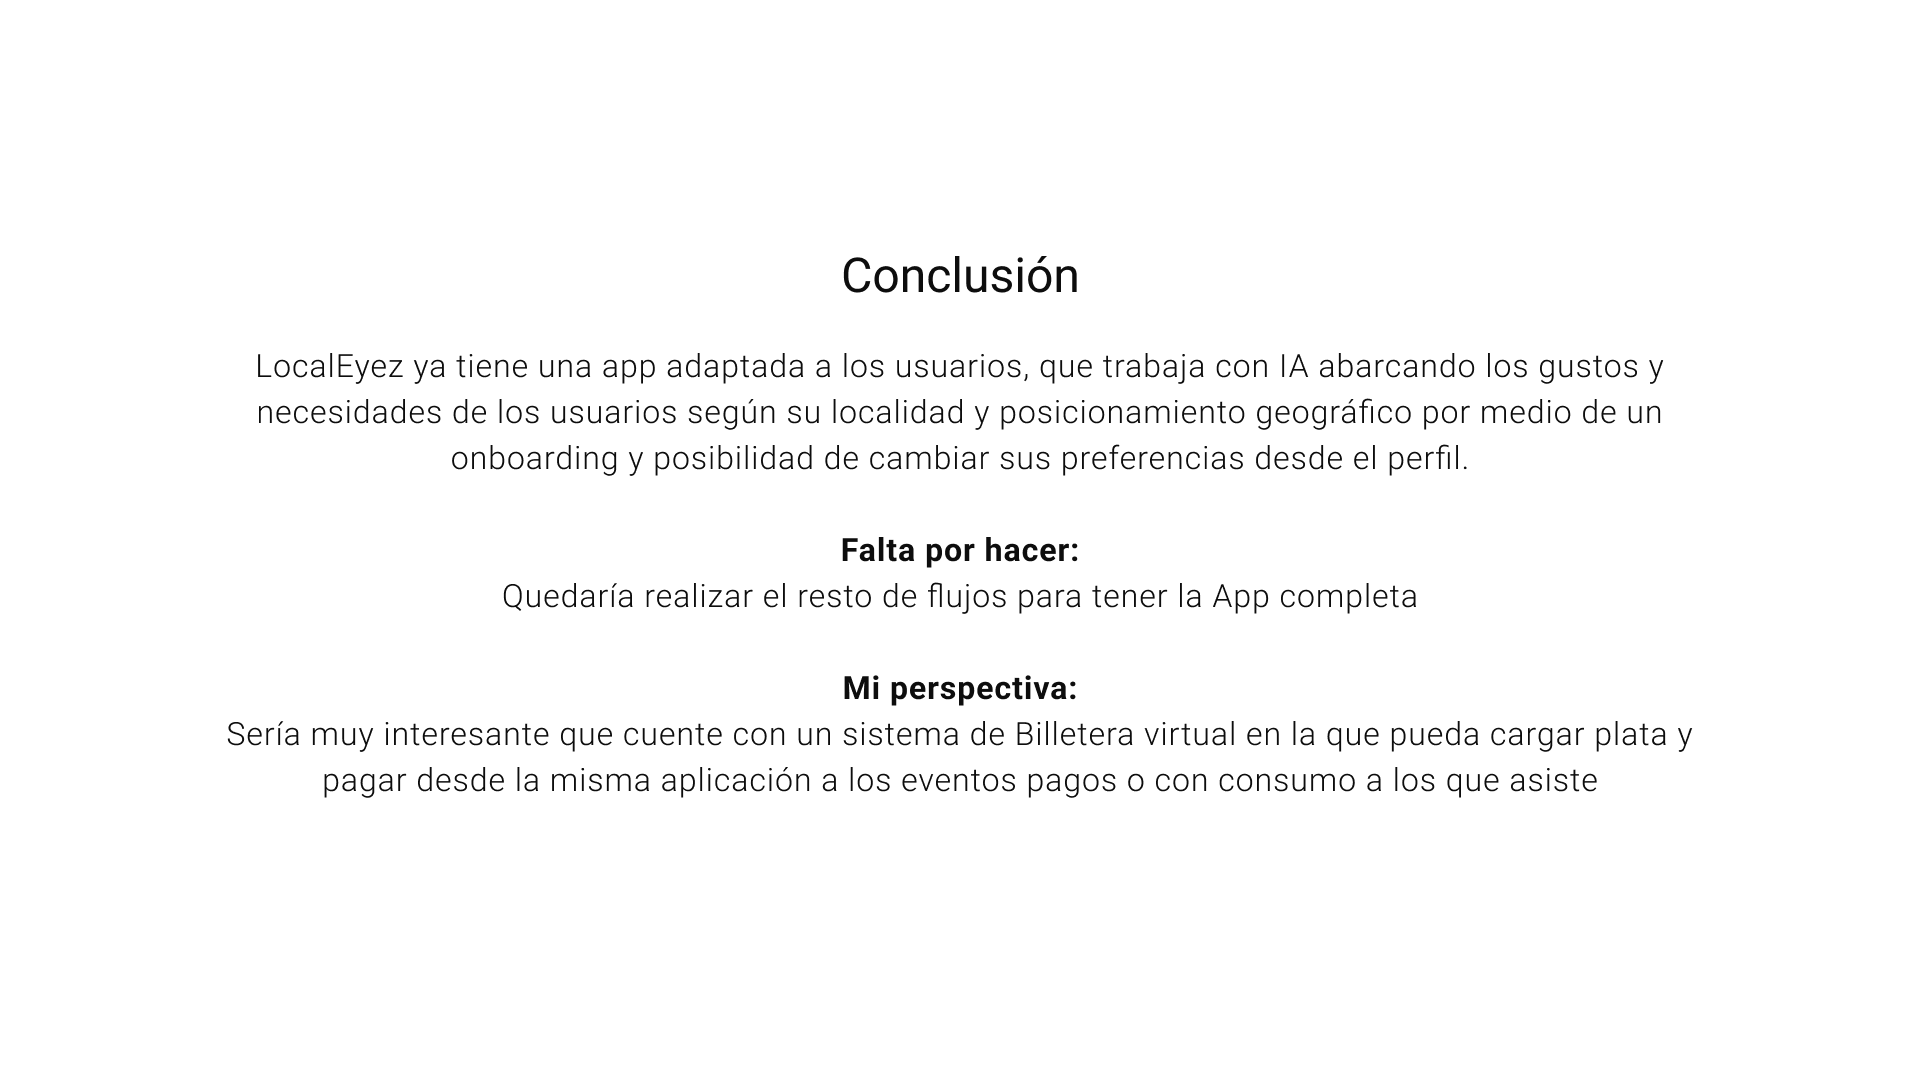 Conclusión
LocalEyez ya tiene una app adaptada a los usuarios, que trabaja con IA abarcando los gustos y
necesidades de los usuarios según su localidad y posicionamiento geográfico por medio de un
onboarding y posibilidad de cambiar sus preferencias desde el perfil.
Falta por hacer:
Quedaría realizar el resto de flujos para tener la App completa
Mi perspectiva:
Sería muy interesante que cuente con un sistema de Billetera virtual en la que pueda cargar plata y
pagar desde la misma aplicación a los eventos pagos o con consumo a los que asiste